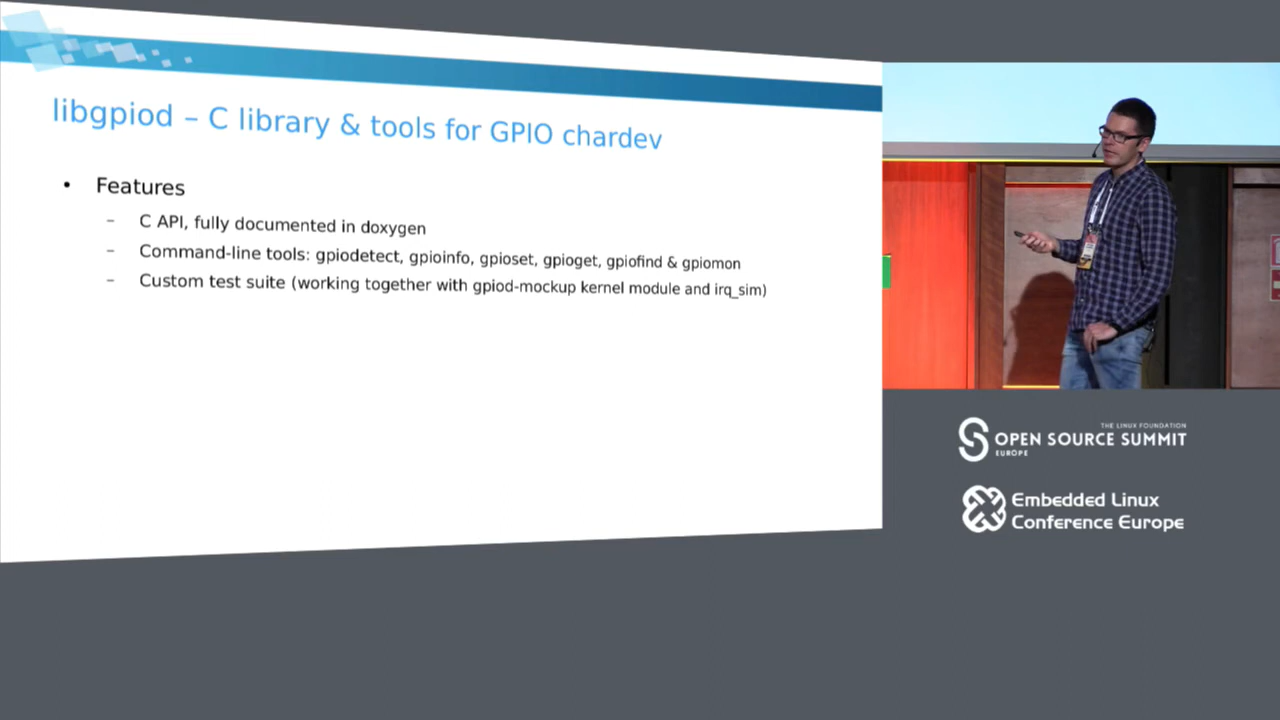 libgpiod – C library & tools for GPIO chardev
• Features
– C API, fully documented in doxygen
– Command-line tools: gpiodetect, gpioinfo, gpioset, gpioget, gpiofind & gpiomon
– Custom test suite (working together with gpiod-mockup kernel module and irq_sim)
THE LINUX FOUNDATION
OPEN SOURCE SUMMIT
EUROPE
Embedded Linux
Conference Europe